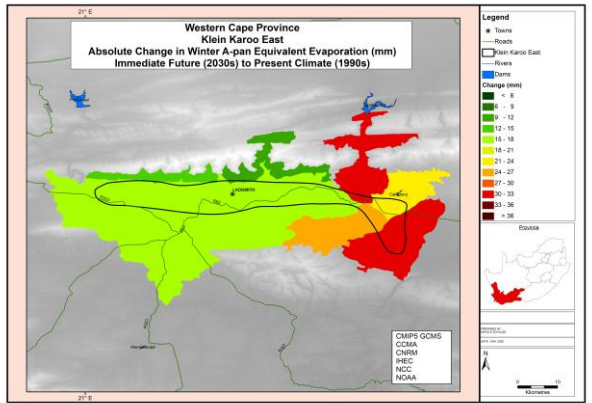 21° E
Western Cape Province
Klein Karoo East
Absolute Change in Winter A-pan Equivalent Evaporation (mm)
Immediate Future (2030s) to Present Climate (1990s)
LADISMITH
CMIP5 GCMS
CCMA
CNRM
IHEC
NCC
NOAA
21° E
Legend
Towns
Roads
Klein Karoo East
Rivers
Dams
Change (mm)
< 6
6 - 9
9 - 12
12 - 15
15 - 18
18 - 21
21 - 24
24 - 27
27 - 30
30 - 33
33 - 36
> 36
Province
N
0
10
Kilometres